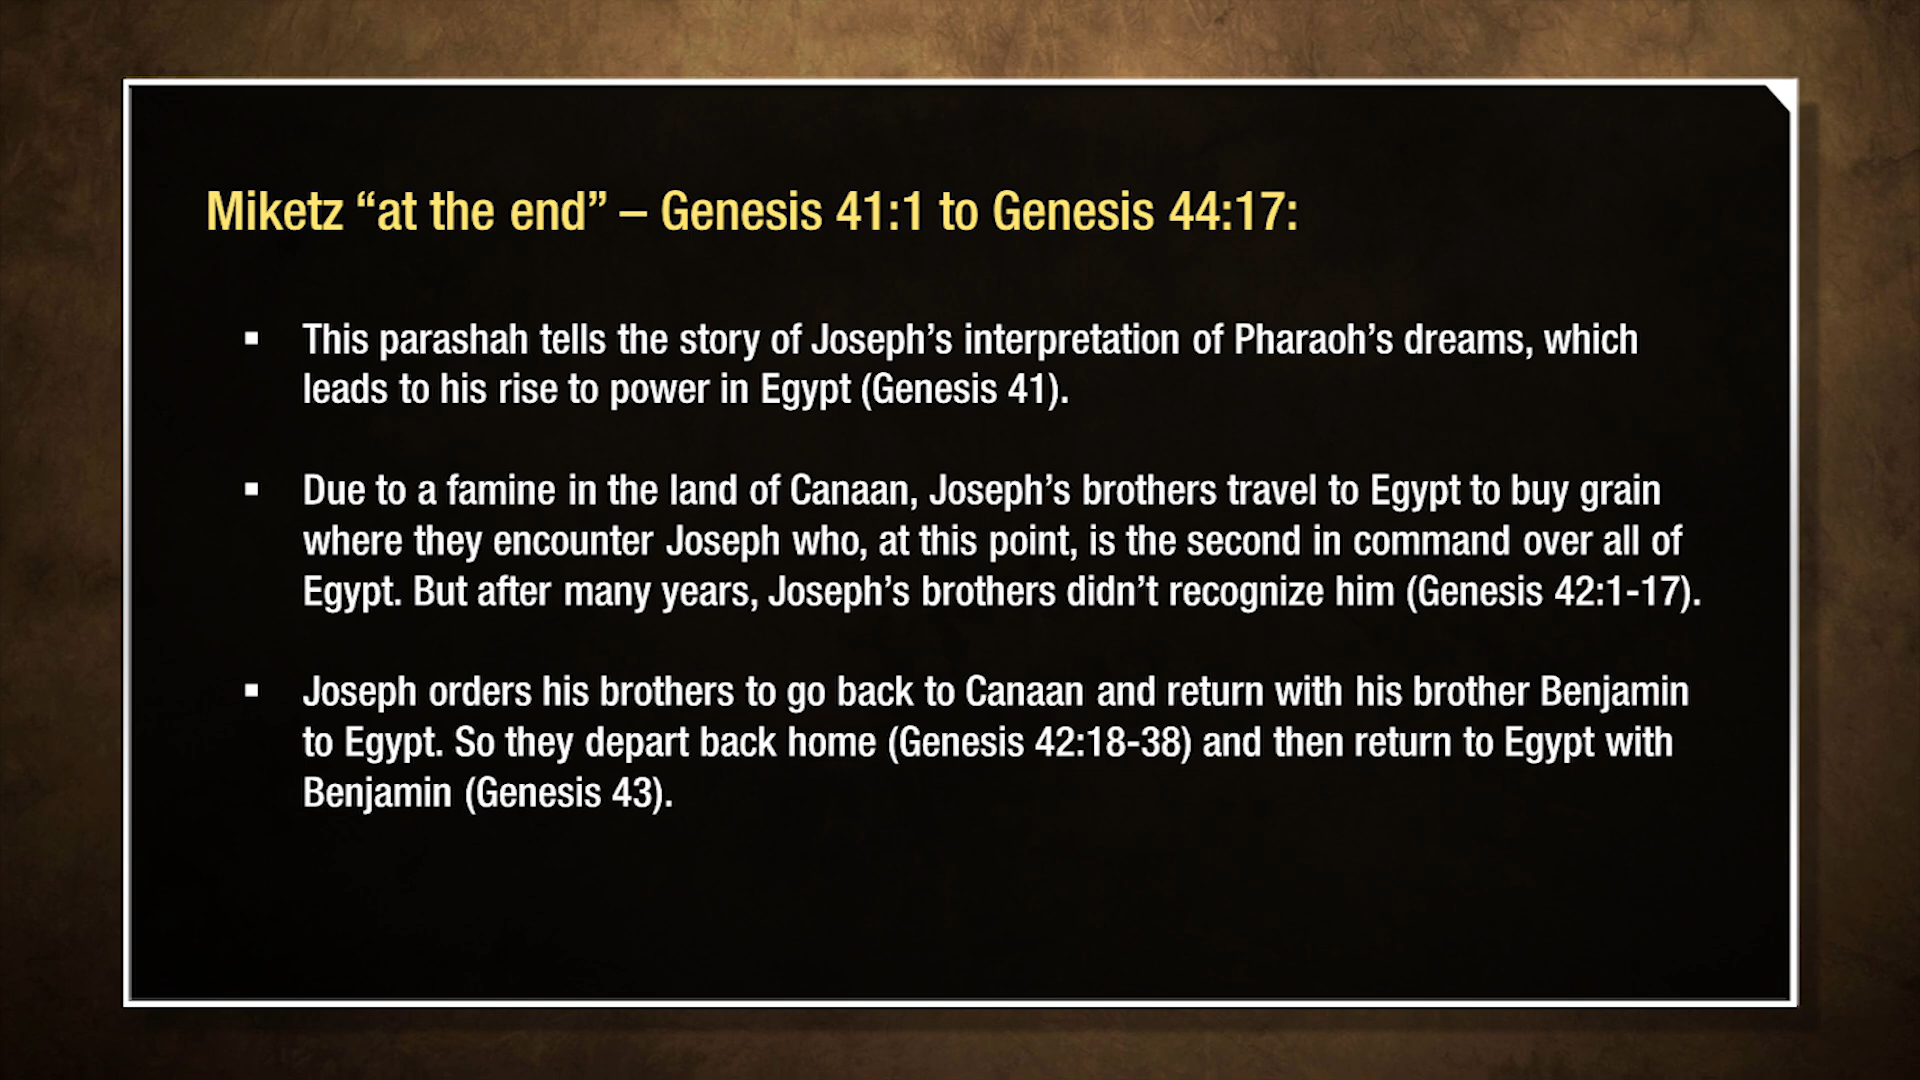 Miketz “at the end” – Genesis 41:1 to Genesis 44:17:
▪ This parashah tells the story of Joseph’s interpretation of Pharaoh’s dreams, which
leads to his rise to power in Egypt (Genesis 41).
▪ Due to a famine in the land of Canaan, Joseph’s brothers travel to Egypt to buy grain
where they encounter Joseph who, at this point, is the second in command over all of
Egypt. But after many years, Joseph’s brothers didn’t recognize him (Genesis 42:1-17).
▪ Joseph orders his brothers to go back to Canaan and return with his brother Benjamin
to Egypt. So they depart back home (Genesis 42:18-38) and then return to Egypt with
Benjamin (Genesis 43).